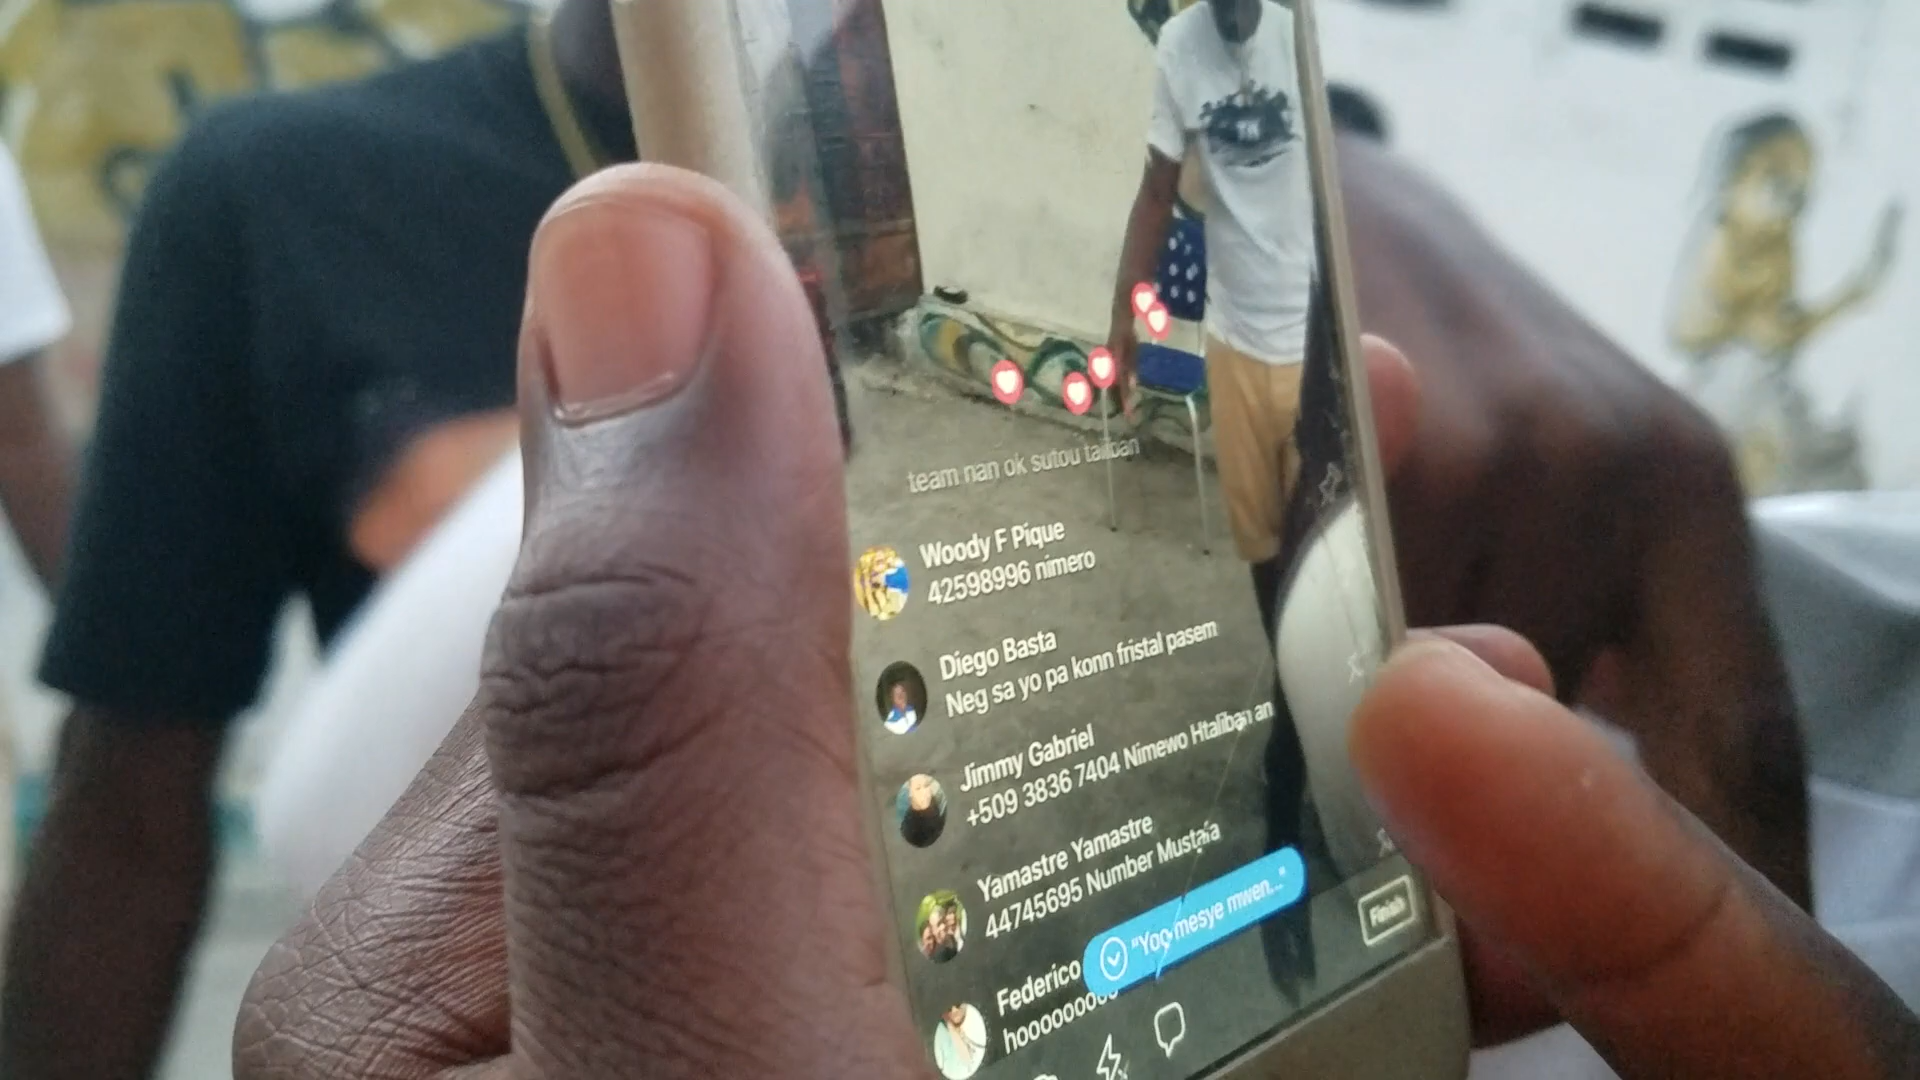 team nan ok sutou taliban
Woody F Pique
42598996 nimero
Diego Basta
Neg sa yo pa konn fristal pasem
Jimmy Gabriel
+509 3836 7404 Nimewo Htaliban an
Yamastre Yamastre
44745695 Number Mustafa
"Yoo mesye mwen..."
Federico
hooooooooo
Finish